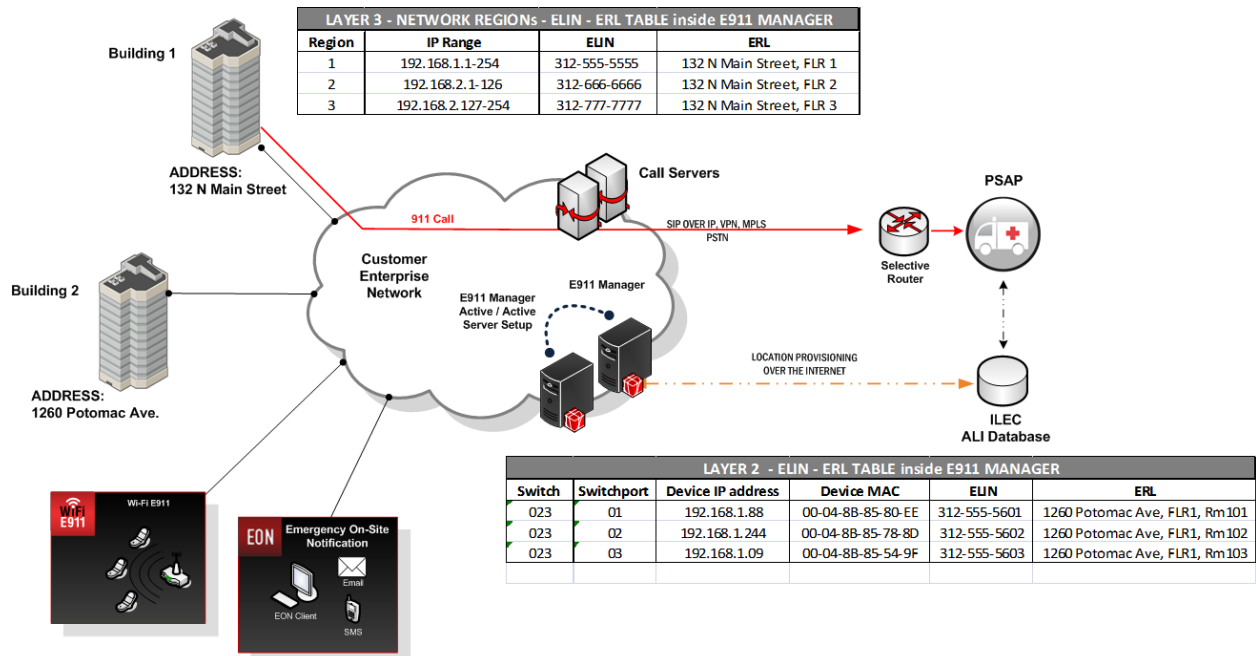 LAYER 3 - NETWORK REGIONs - ELIN - ERL TABLE inside E911 MANAGER
Region IP Range ELIN ERL
1 192.168.1.1-254 312-555-5555 132 N Main Street, FLR 1
2 192.168.2.1-126 312-666-6666 132 N Main Street, FLR 2
3 192.168.2.127-254 312-777-7777 132 N Main Street, FLR 3
Building 1
ADDRESS:
132 N Main Street
Call Servers
PSAP
911 Call
SIP OVER IP, VPN, MPLS
PSTN
Selective
Router
Customer
Enterprise
Network
Building 2
E911 Manager
E911 Manager
Active / Active
Server Setup
LOCATION PROVISIONING
OVER THE INTERNET
ADDRESS:
1260 Potomac Ave.
ILEC
ALI Database
LAYER 2 - ELIN - ERL TABLE inside E911 MANAGER
Switch Switchport Device IP address Device MAC ELIN ERL
023 01 192.168.1.88 00-04-8B-85-80-EE 312-555-5601 1260 Potomac Ave, FLR1, Rm101
023 02 192.168.1.244 00-04-8B-85-78-8D 312-555-5602 1260 Potomac Ave, FLR1, Rm102
023 03 192.168.1.09 00-04-8B-85-54-9F 312-555-5603 1260 Potomac Ave, FLR1, Rm103
WiFi
E911
Wi-Fi E911
EON
Emergency On-Site
Notification
Email
EON Client
SMS